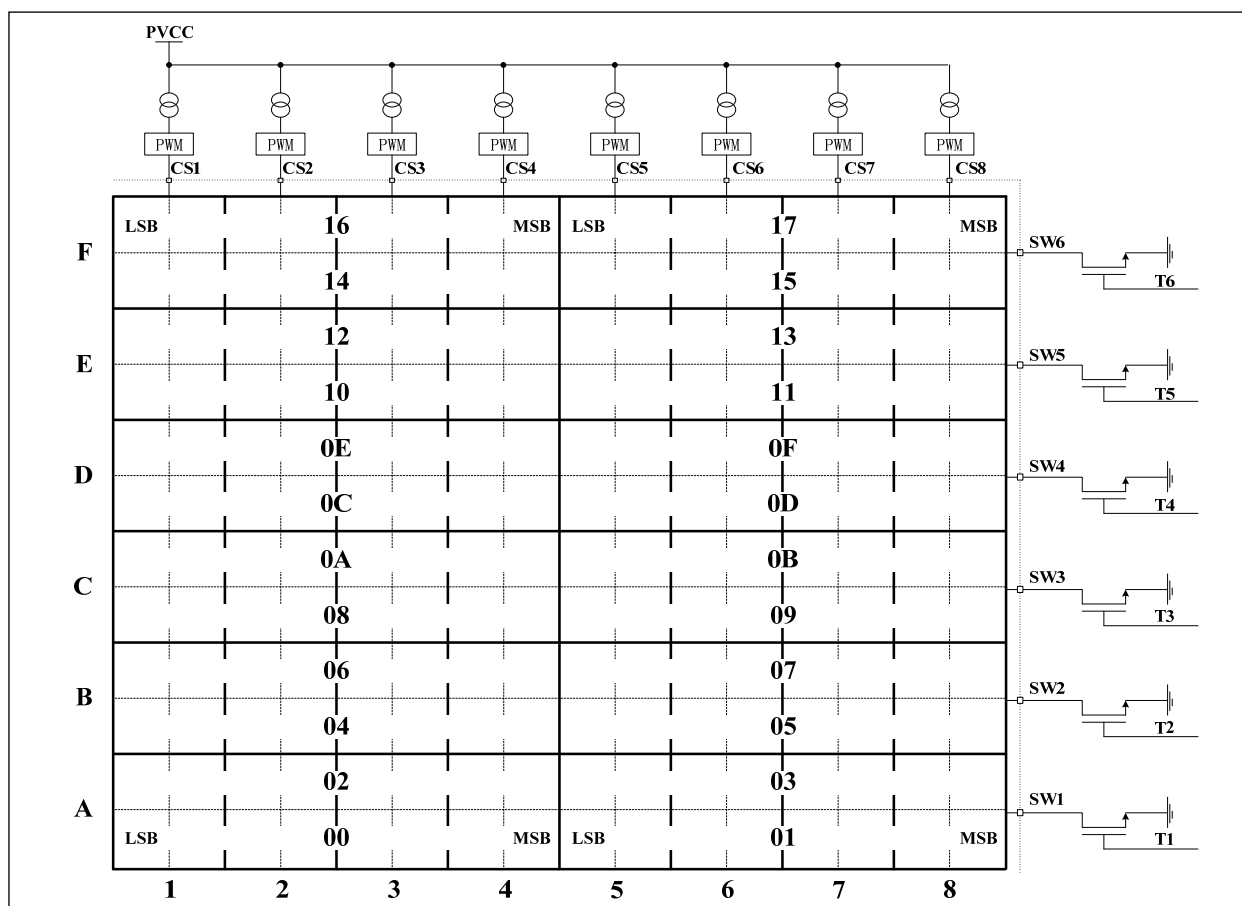 PVCC
PWM PWM PWM PWM PWM PWM PWM PWM
CS1 CS2 CS3 CS4 CS5 CS6 CS7 CS8
LSB 16 MSB LSB 17 MSB
F SW6
14 15 T6
12 13
E SW5
10 11 T5
0E 0F
D SW4
0C 0D T4
0A 0B
C SW3
08 09 T3
06 07
B SW2
04 05 T2
02 03
A SW1
LSB 00 MSB LSB 01 MSB T1
1 2 3 4 5 6 7 8